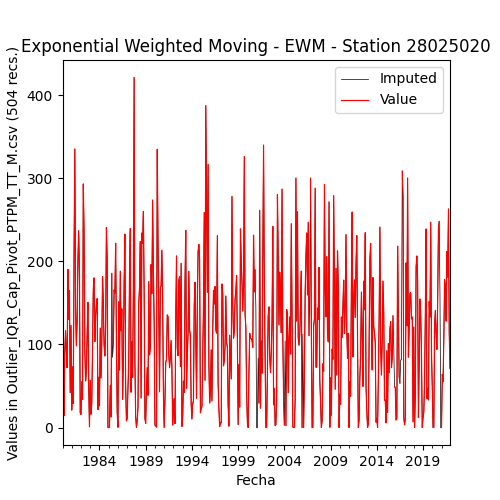 Exponential Weighted Moving - EWM - Station 28025020
Imputed
Value
Values in Outlier_IQR_Cap_Pivot_PTPM_TT_M.csv (504 recs.)
400
300
200
100
0
1984 1989 1994 1999 2004 2009 2014 2019
Fecha